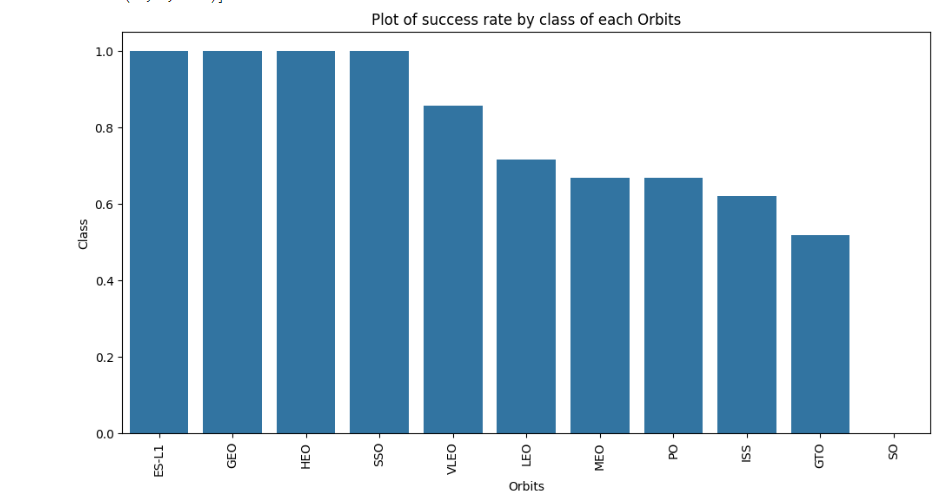 Plot of success rate by class of each Orbits
1.0
0.8
0.6
0.4
0.2
0.0
Class
ES-L1
GEO
HEO
SSO
VLEO
LEO
MEO
PO
ISS
GTO
SO
Orbits